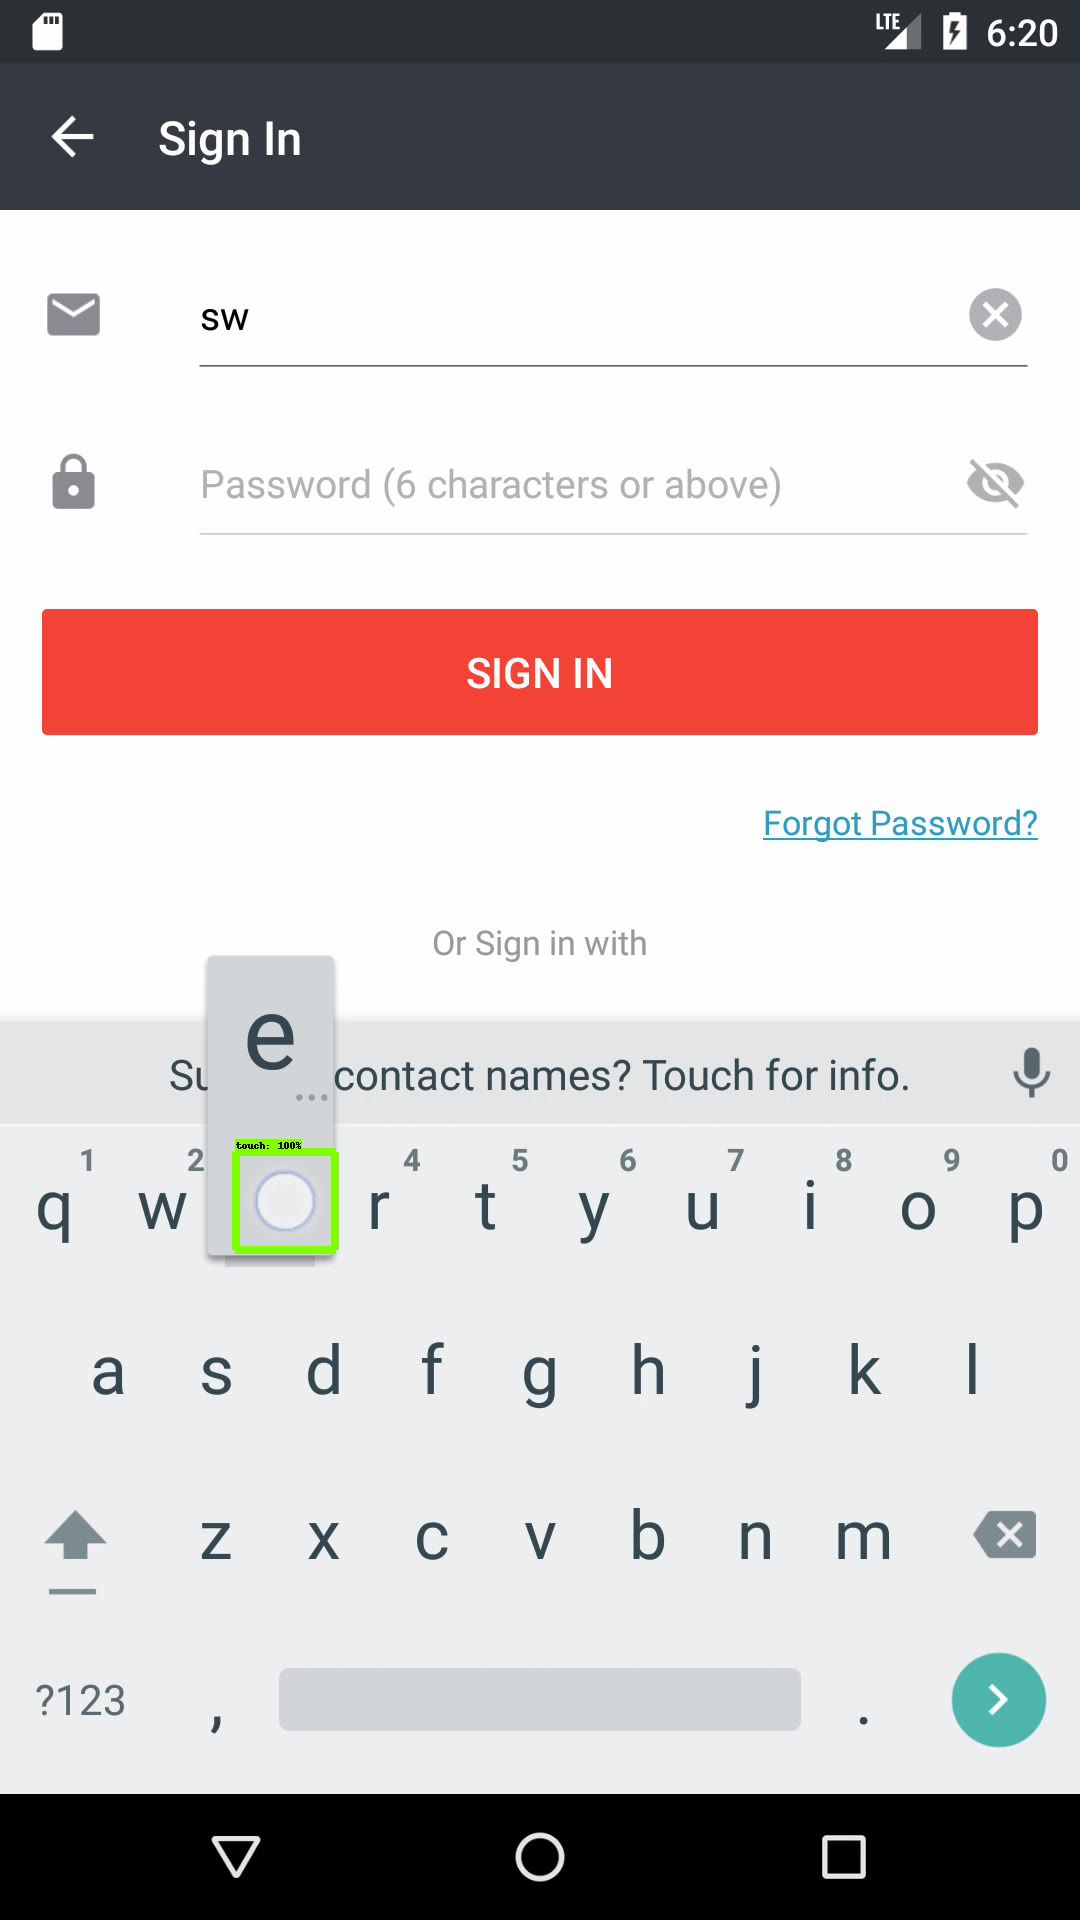 LTE 6:20
Sign In
sw
Password (6 characters or above)
SIGN IN
Forgot Password?
Or Sign in with
e
...
Su contact names? Touch for info.
touch: 100%
1 2 4 5 6 7 8 9 0
q w r t y u i o p
a s d f g h j k l
z x c v b n m
?123 , .